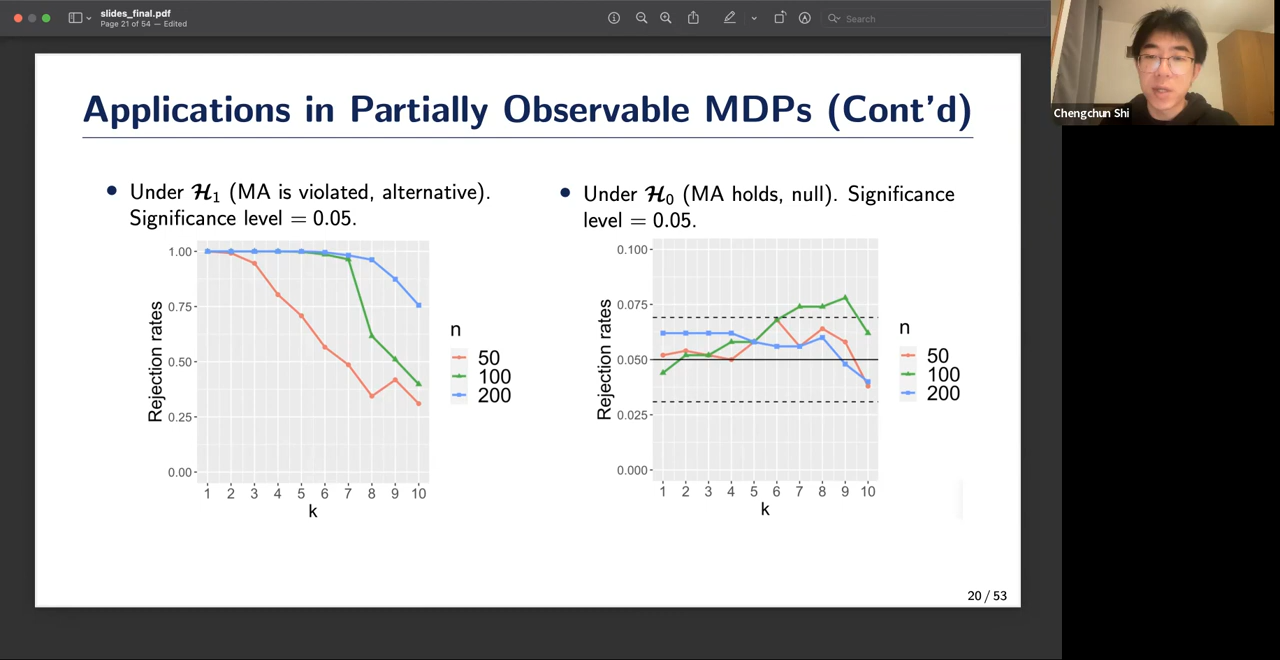 slides_final.pdf
Page 21 of 54 — Edited
Search
Chengchun Shi
Applications in Partially Observable MDPs (Cont'd)
• Under 𝓗₁ (MA is violated, alternative).
Significance level = 0.05.
1.00
0.75
0.50
0.25
0.00
Rejection rates
1 2 3 4 5 6 7 8 9 10
k
n
50
100
200
• Under 𝓗₀ (MA holds, null). Significance
level = 0.05.
0.100
0.075
0.050
0.025
0.000
Rejection rates
1 2 3 4 5 6 7 8 9 10
k
n
50
100
200
20 / 53